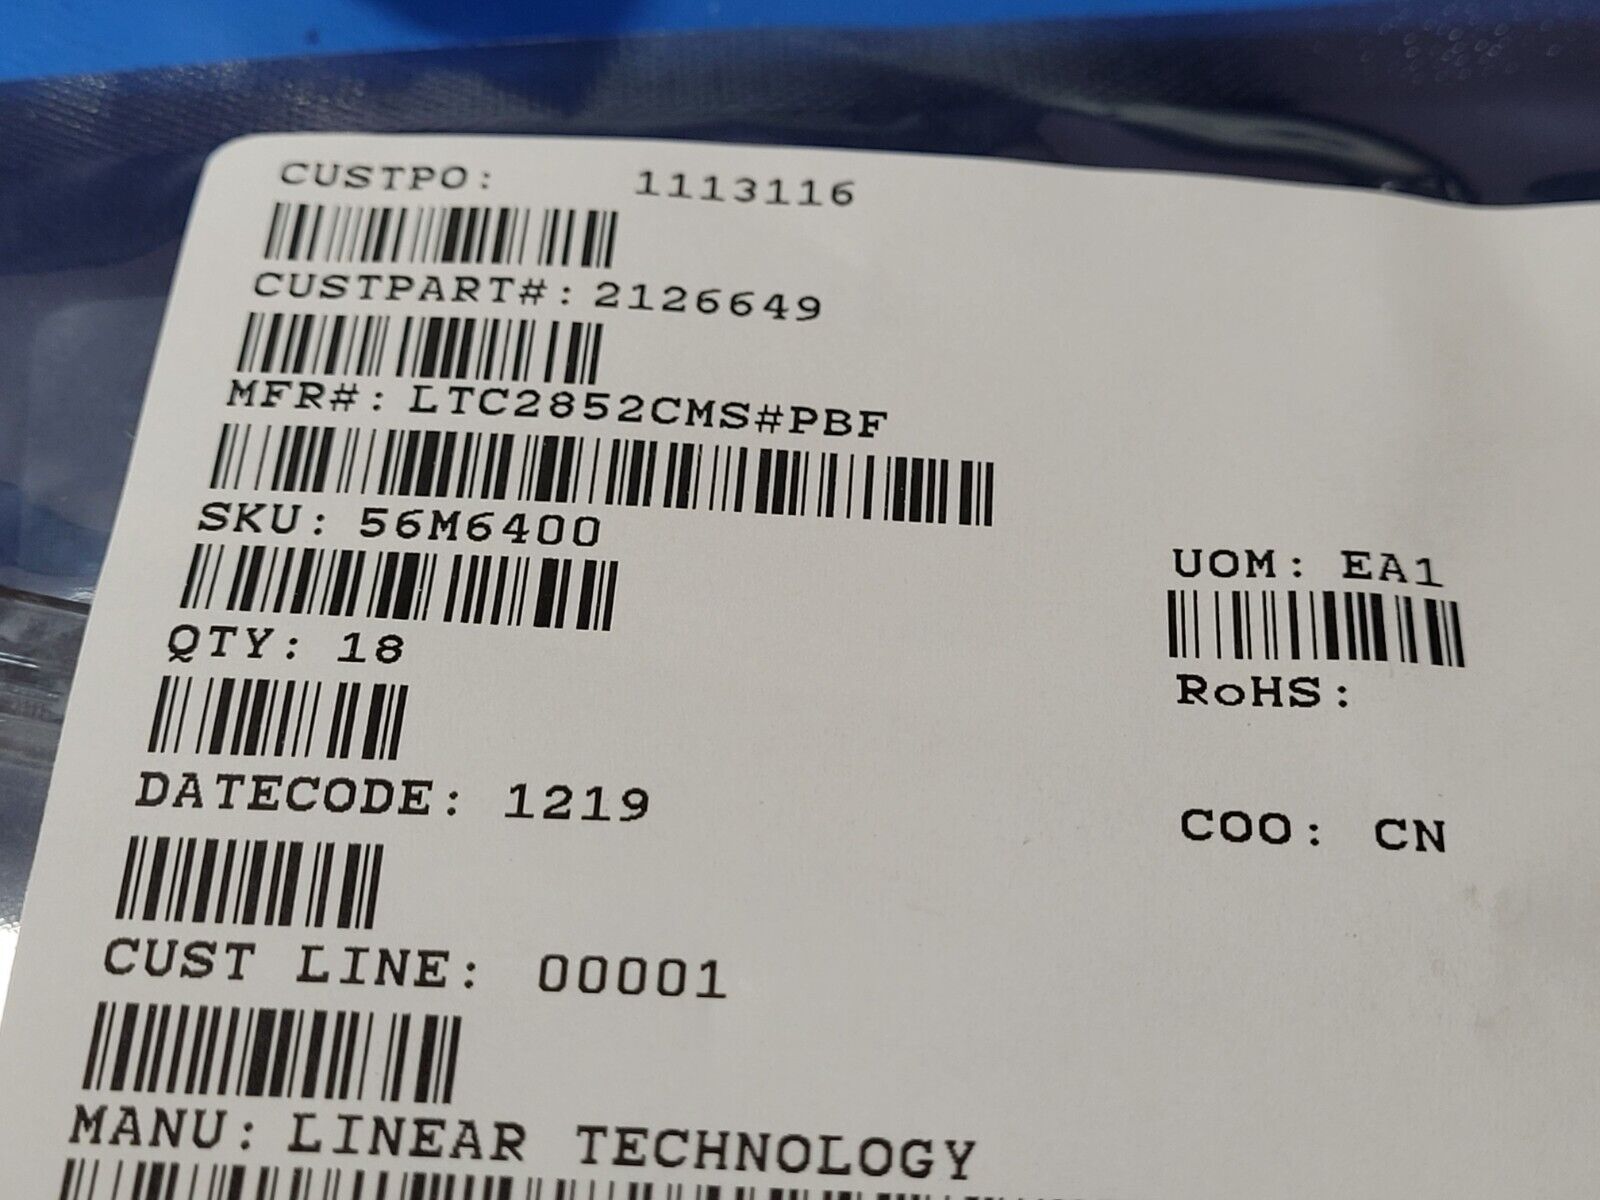 CUSTPO: 1113116
CUSTPART#: 2126649
MFR#: LTC2852CMS#PBF
SKU: 56M6400
UOM: EA1
QTY: 18
RoHS:
DATECODE: 1219
COO: CN
CUST LINE: 00001
MANU: LINEAR TECHNOLOGY